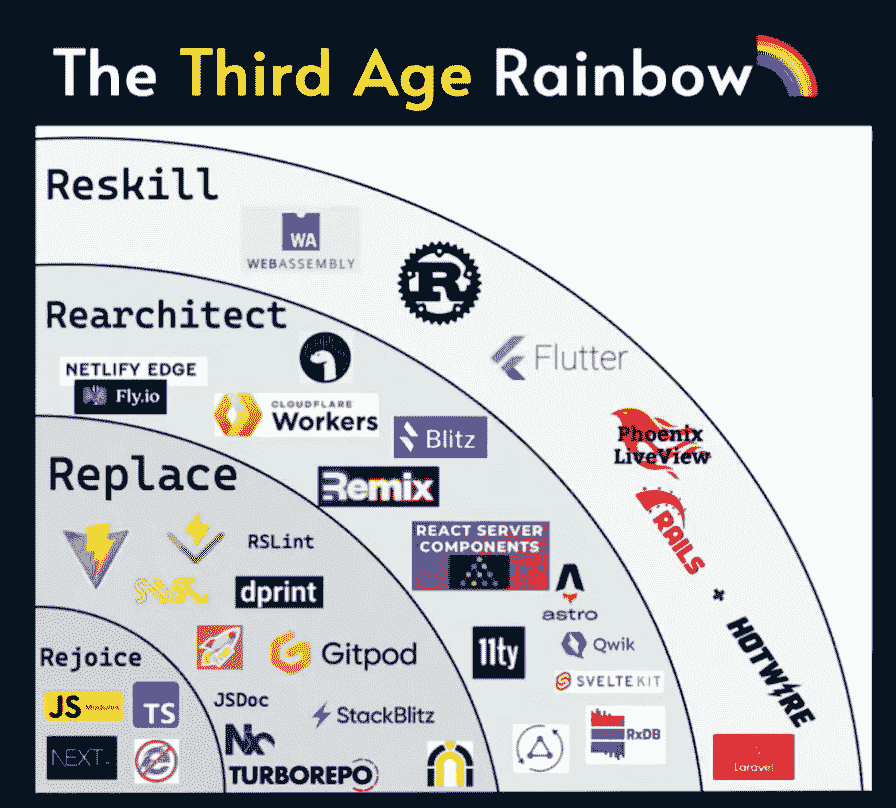 The Third Age Rainbow
Reskill
WA
WEBASSEMBLY
R
Flutter
Rearchitect
NETLIFY EDGE
Fly.io
CLOUDFLARE
Workers
Blitz
Phoenix
LiveView
Replace
Remix
RAILS
REACT SERVER
COMPONENTS
RSLint
dprint
astro
HOTWIRE
Rejoice
Gitpod
11ty
Qwik
SVELTEKIT
JS
TS
JSDoc
StackBlitz
RxDB
NEXT.
Nx
TURBOREPO
Laravel